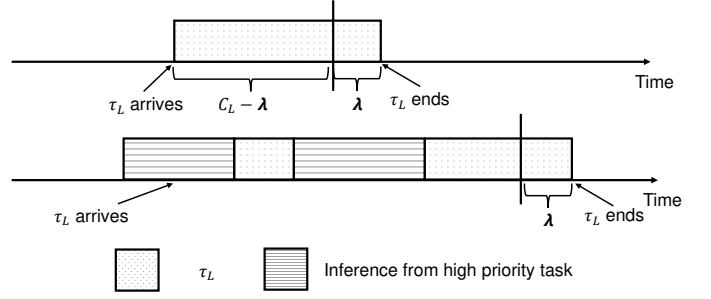 Time
τ_L arrives
C_L − λ
λ
τ_L ends
Time
τ_L arrives
λ
τ_L ends
τ_L
Inference from high priority task